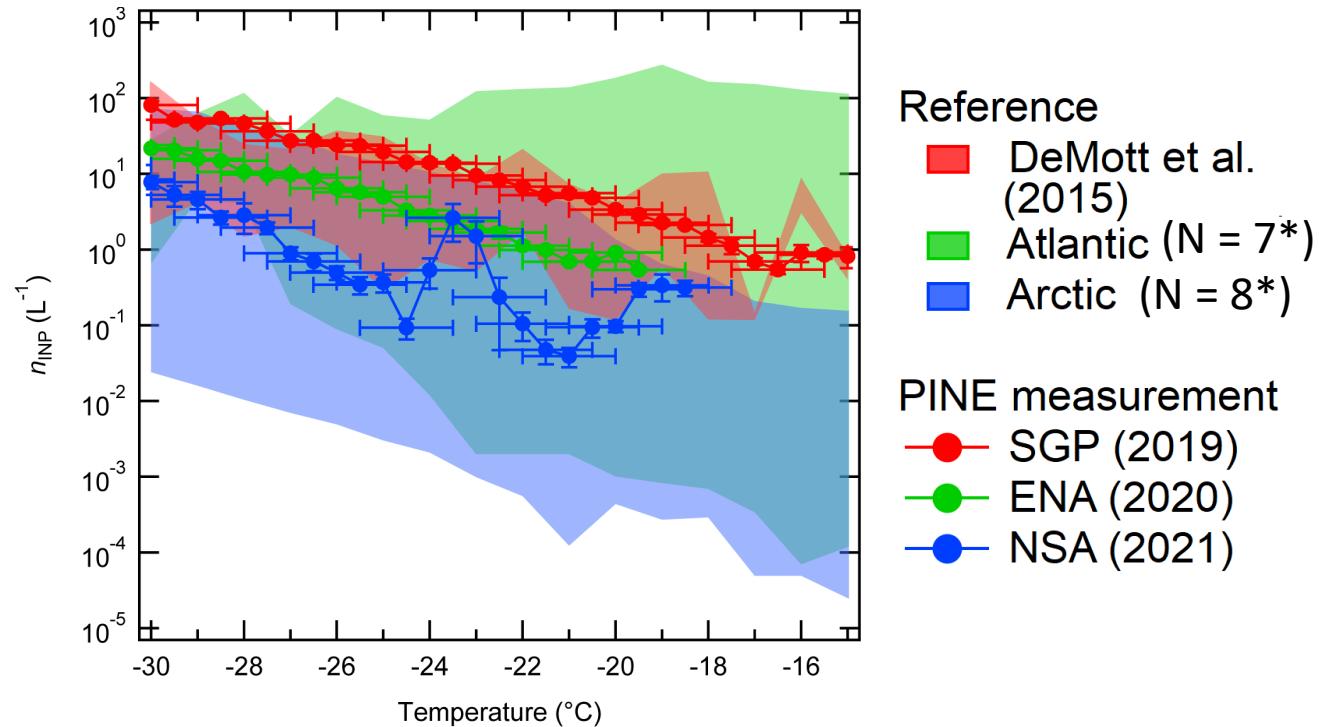 10³
10²
10¹
10⁰
10⁻¹
10⁻²
10⁻³
10⁻⁴
10⁻⁵
n_INP (L⁻¹)
-30 -28 -26 -24 -22 -20 -18 -16
Temperature (°C)
Reference
DeMott et al.
(2015)
Atlantic (N = 7*)
Arctic (N = 8*)
PINE measurement
SGP (2019)
ENA (2020)
NSA (2021)